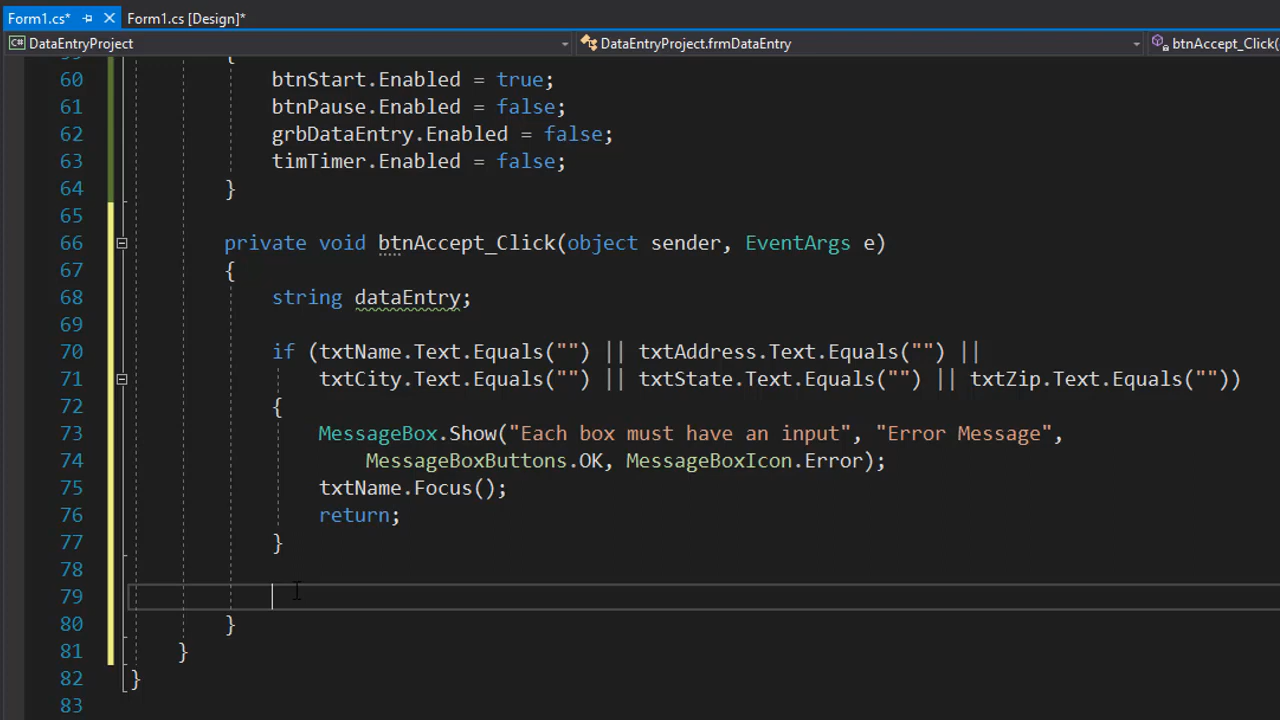 Form1.cs* Form1.cs [Design]*
DataEntryProject DataEntryProject.frmDataEntry btnAccept_Click(
60 btnStart.Enabled = true;
61 btnPause.Enabled = false;
62 grbDataEntry.Enabled = false;
63 timTimer.Enabled = false;
64 }
65
66 private void btnAccept_Click(object sender, EventArgs e)
67 {
68 string dataEntry;
69
70 if (txtName.Text.Equals("") || txtAddress.Text.Equals("") ||
71 txtCity.Text.Equals("") || txtState.Text.Equals("") || txtZip.Text.Equals(""))
72 {
73 MessageBox.Show("Each box must have an input", "Error Message",
74 MessageBoxButtons.OK, MessageBoxIcon.Error);
75 txtName.Focus();
76 return;
77 }
78
79
80 }
81 }
82 }
83